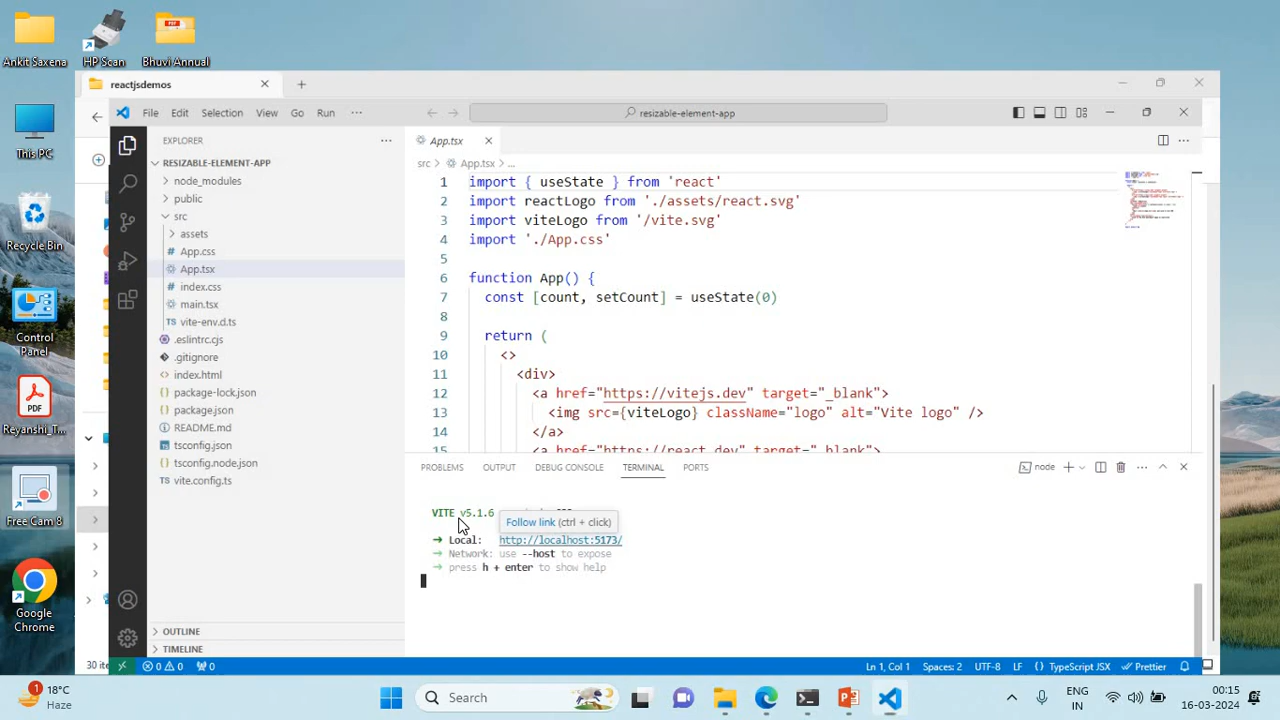 Ankit Saxena
HP Scan
Bhuvi Annual
PDF
This PC
Recycle Bin
Control
Panel
PDF
Reyanshi_T...
Free Cam 8
Google
Chrome
reactjsdemos
File Edit Selection View Go Run ...
resizable-element-app
EXPLORER
RESIZABLE-ELEMENT-APP
node_modules
public
src
assets
# App.css
App.tsx
# index.css
main.tsx
TS vite-env.d.ts
.eslintrc.cjs
.gitignore
<> index.html
{} package-lock.json
{} package.json
README.md
tsconfig.json
{} tsconfig.node.json
TS vite.config.ts
OUTLINE
TIMELINE
App.tsx
src > App.tsx > ...
1 import { useState } from 'react'
2 import reactLogo from './assets/react.svg'
3 import viteLogo from '/vite.svg'
4 import './App.css'
5
6 function App() {
7 const [count, setCount] = useState(0)
8
9 return (
10 <>
11 <div>
12 <a href="https://vitejs.dev" target="_blank">
13 <img src={viteLogo} className="logo" alt="Vite logo" />
14 </a>
15 <a href="https://react.dev" target="_blank">
PROBLEMS OUTPUT DEBUG CONSOLE TERMINAL PORTS
node
VITE v5.1.6
Follow link (ctrl + click)
➜ Local: http://localhost:5173/
➜ Network: use --host to expose
➜ press h + enter to show help
30 ite
0 0 0
Ln 1, Col 1 Spaces: 2 UTF-8 LF {} TypeScript JSX Prettier
1
18°C
Haze
Search
ENG
IN
00:15
16-03-2024